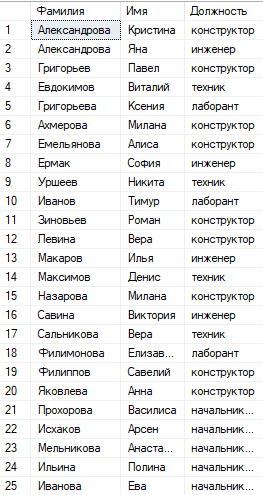 Фамилия Имя Должность
1 Александрова Кристина конструктор
2 Александрова Яна инженер
3 Григорьев Павел конструктор
4 Евдокимов Виталий техник
5 Григорьева Ксения лаборант
6 Ахмерова Милана конструктор
7 Емельянова Алиса конструктор
8 Ермак София инженер
9 Уршеев Никита техник
10 Иванов Тимур лаборант
11 Зиновьев Роман конструктор
12 Левина Вера конструктор
13 Макаров Илья инженер
14 Максимов Денис техник
15 Назарова Милана конструктор
16 Савина Виктория инженер
17 Сальникова Вера техник
18 Филимонова Елизав... лаборант
19 Филиппов Савелий конструктор
20 Яковлева Анна конструктор
21 Прохорова Василиса начальник...
22 Исхаков Арсен начальник...
23 Мельникова Анаста... начальник...
24 Ильина Полина начальник...
25 Иванова Ева начальник...